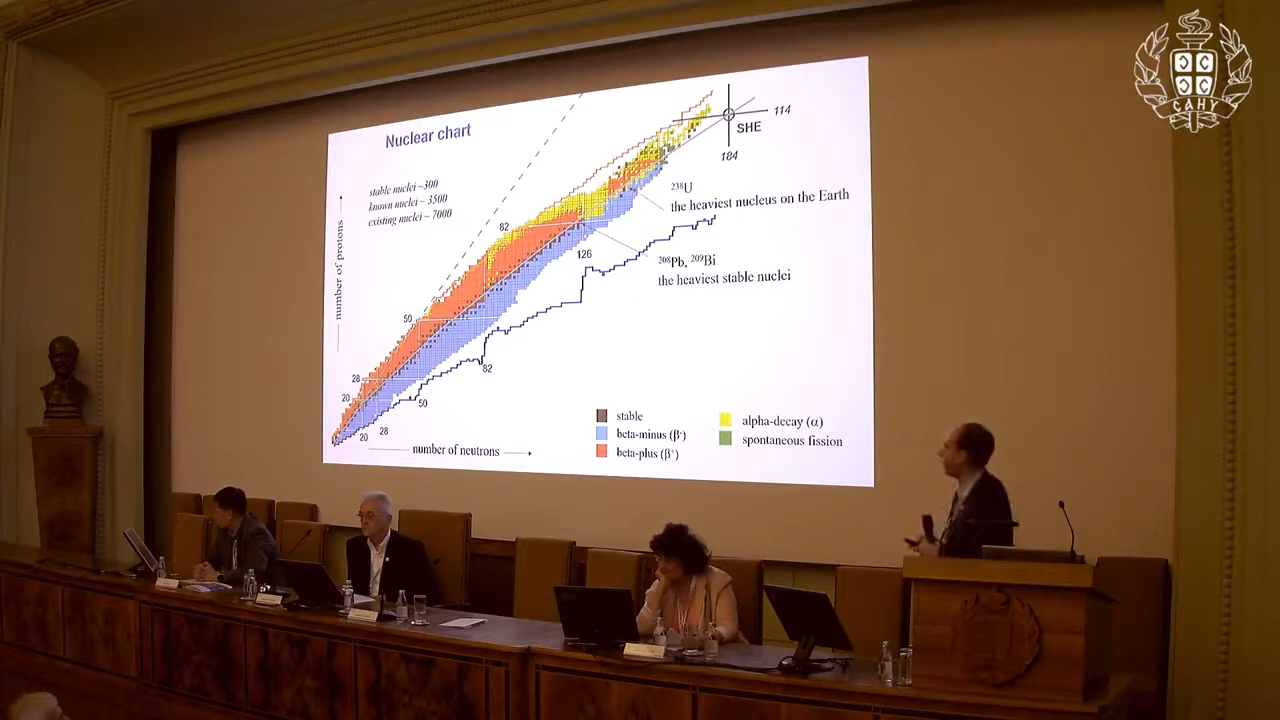 Nuclear chart
stable nuclei ~300
known nuclei ~ 3500
existing nuclei ~ 7000
number of protons
114
SHE
184
²³⁸U
the heaviest nucleus on the Earth
82
126
²⁰⁸Pb, ²⁰⁹Bi
the heaviest stable nuclei
50
82
28
20
50
20
28
number of neutrons
stable
beta-minus (β⁻)
beta-plus (β⁺)
alpha-decay (α)
spontaneous fission
САНУ